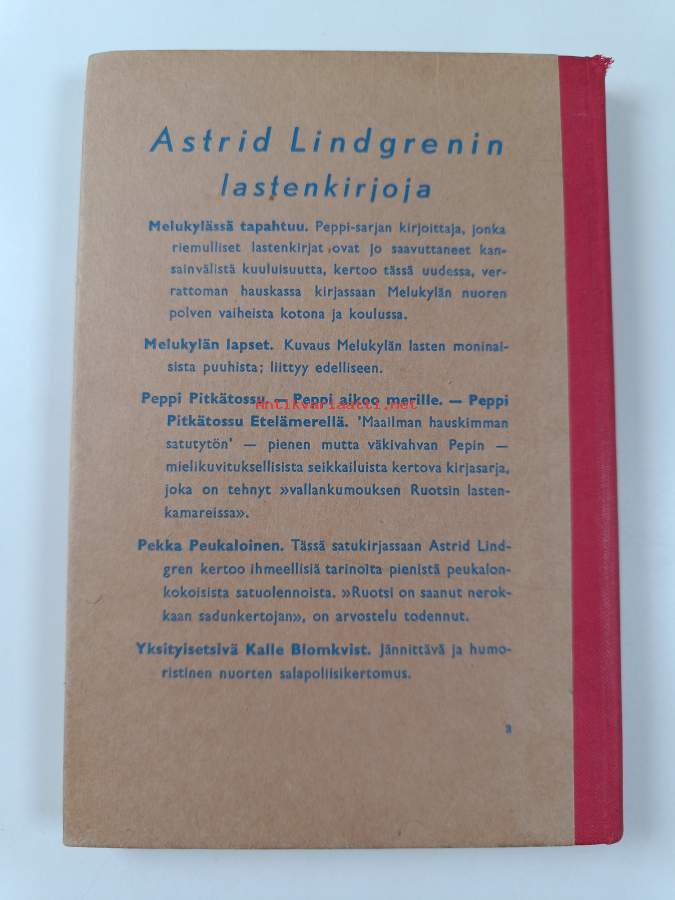 Astrid Lindgrenin
lastenkirjoja
Melukylässä tapahtuu. Peppi-sarjan kirjoittaja, jonka
riemulliset lastenkirjat ovat jo saavuttaneet kan-
sainvälistä kuuluisuutta, kertoo tässä uudessa, ver-
rattoman hauskassa kirjassaan Melukylän nuoren
polven vaiheista kotona ja koulussa.
Melukylän lapset. Kuvaus Melukylän lasten moninai-
sista puuhista; liittyy edelliseen.
Peppi Pitkätossu. — Peppi aikoo merille. — Peppi
Antikvariaatti.net
Pitkätossu Etelämerellä. 'Maailman hauskimman
satutytön' — pienen mutta väkivahvan Pepin —
mielikuvituksellisista seikkailuista kertova kirjasarja,
joka on tehnyt »vallankumouksen Ruotsin lasten-
kamareissa».
Pekka Peukaloinen. Tässä satukirjassaan Astrid Lind-
gren kertoo ihmeellisiä tarinoita pienistä peukalon-
kokoisista satuolennoista. »Ruotsi on saanut nerok-
kaan sadunkertojan», on arvostelu todennut.
Yksityisetsivä Kalle Blomkvist. Jännittävä ja humo-
ristinen nuorten salapoliisikertomus.